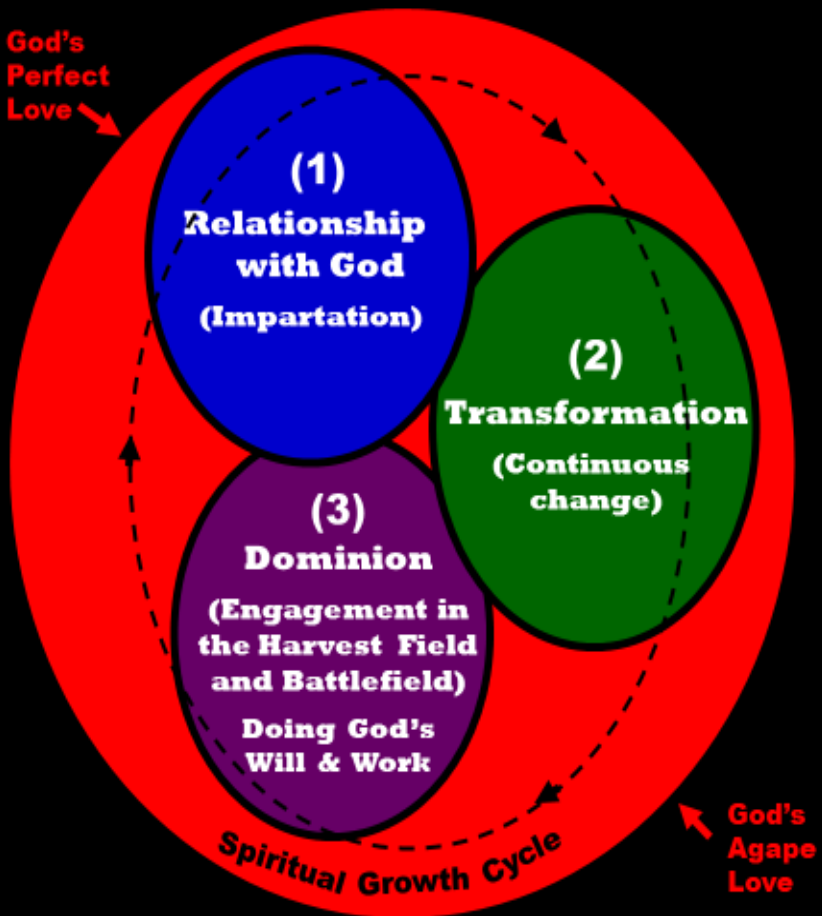 God's
Perfect
Love
(1)
Relationship
with God
(Impartation)
(2)
Transformation
(Continuous
change)
(3)
Dominion
(Engagement in
the Harvest Field
and Battlefield)
Doing God's
Will & Work
Spiritual Growth Cycle
God's
Agape
Love